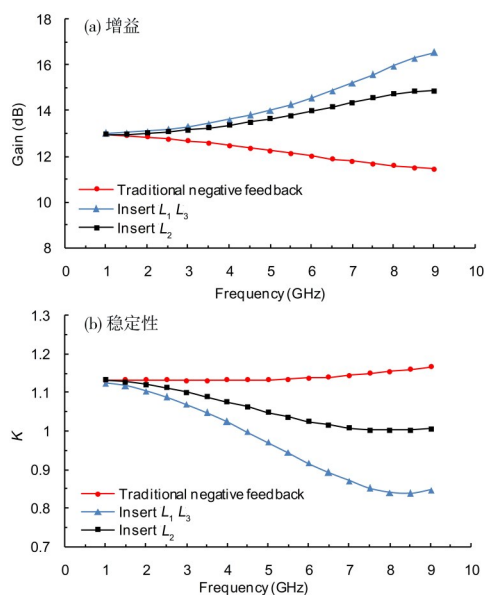 (a) 增益
18
16
14
12
10
8
Gain (dB)
Traditional negative feedback
Insert L₁ L₃
Insert L₂
0 1 2 3 4 5 6 7 8 9 10
Frequency (GHz)
(b) 稳定性
1.3
1.2
1.1
1
0.9
0.8
0.7
K
Traditional negative feedback
Insert L₁ L₃
Insert L₂
0 1 2 3 4 5 6 7 8 9 10
Frequency (GHz)